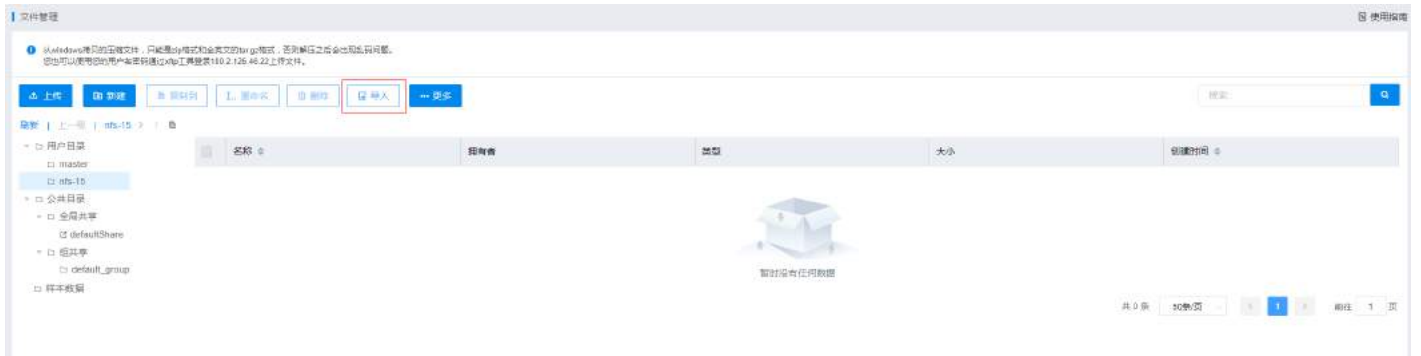 文件管理
使用指南
从windows拷贝的压缩文件，只能是zip格式和全英文的tar.gz格式，否则解压之后会出现乱码问题。
您也可以使用您的用户名密码通过xftp工具登录100.2.126.46:22上传文件。
上传 新建 复制到 重命名 删除 导入 ... 更多
搜索
刷新 | 上一级 | nfs-15 > /
用户目录
master
nfs-15
公共目录
全局共享
defaultShare
组共享
default_group
样本数据
名称 拥有者 类型 大小 创建时间
暂时没有任何数据
共 0 条 50条/页 < 1 > 前往 1 页